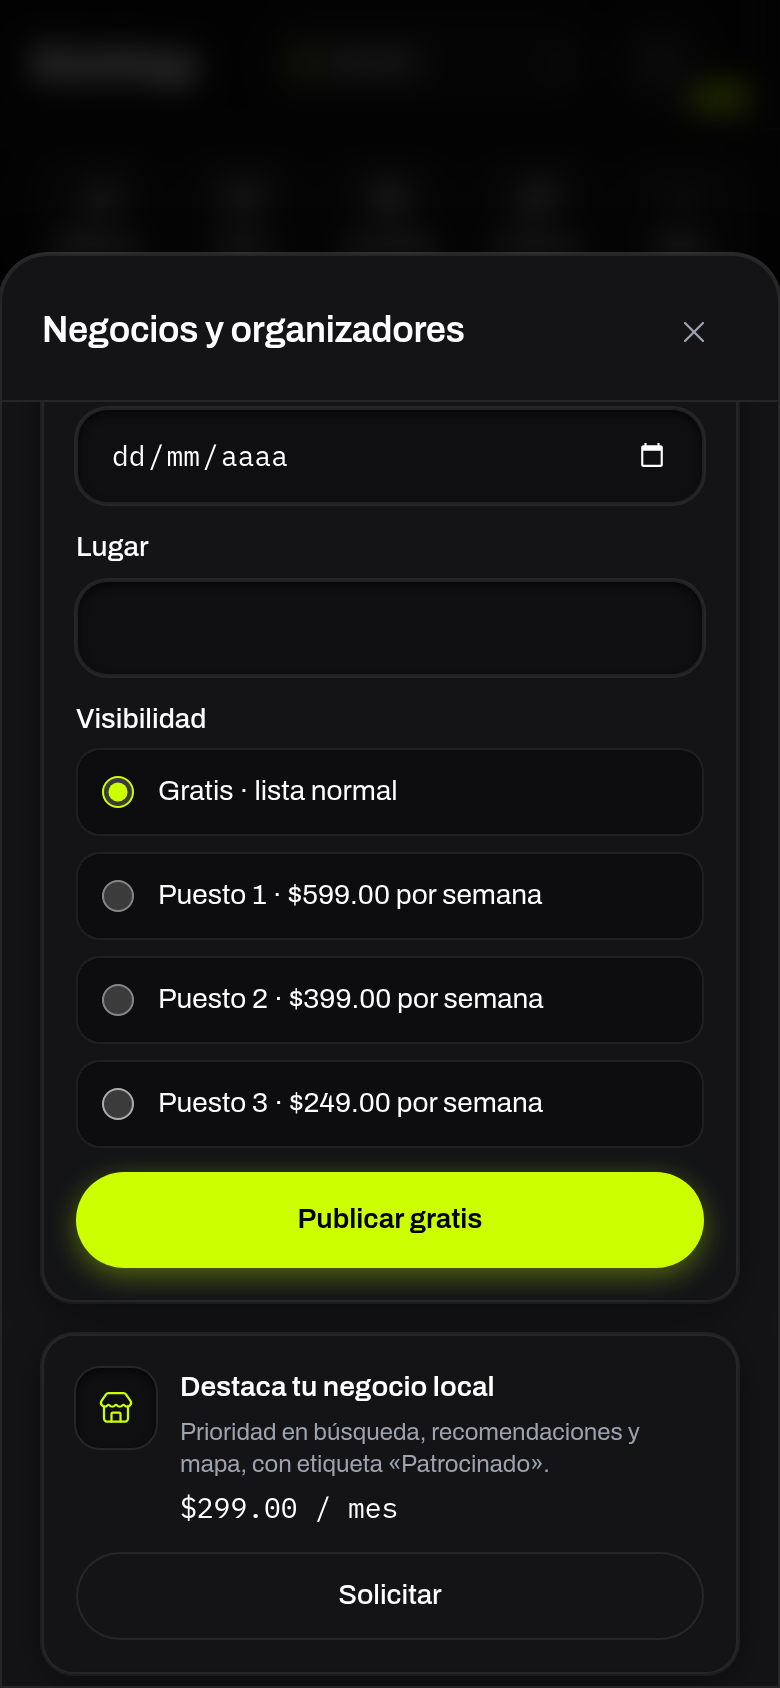 Negocios y organizadores
dd/mm/aaaa
Lugar
Visibilidad
Gratis · lista normal
Puesto 1 · $599.00 por semana
Puesto 2 · $399.00 por semana
Puesto 3 · $249.00 por semana
Publicar gratis
Destaca tu negocio local
Prioridad en búsqueda, recomendaciones y
mapa, con etiqueta «Patrocinado».
$299.00 / mes
Solicitar